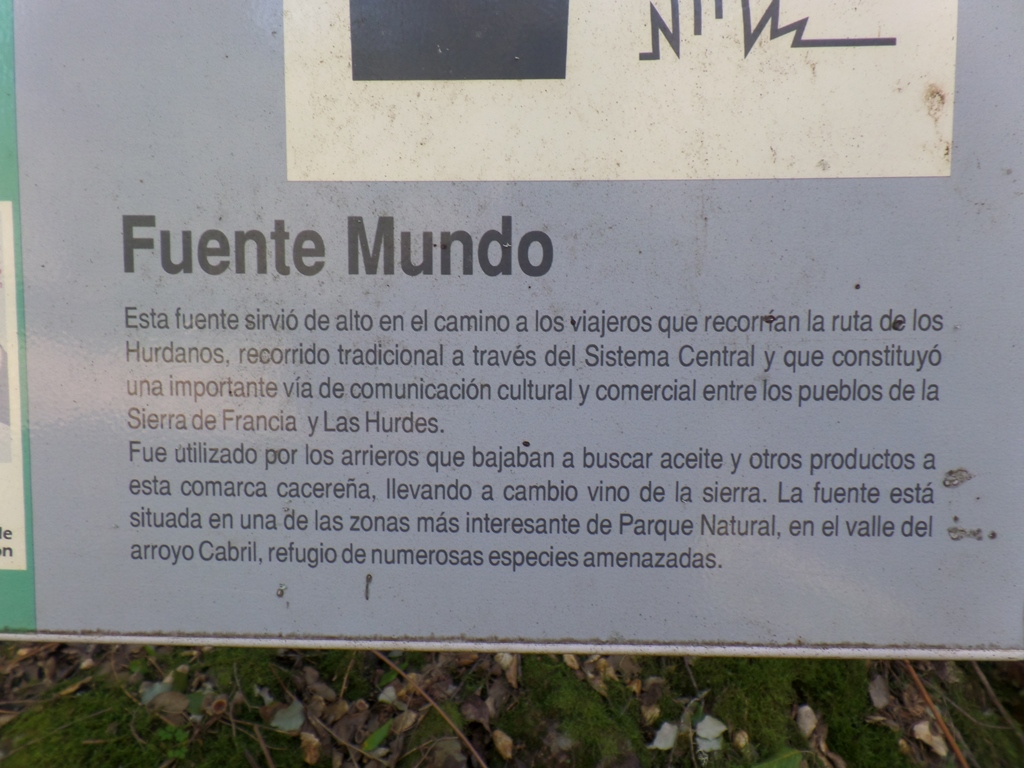 Fuente Mundo
Esta fuente sirvió de alto en el camino a los viajeros que recorrían la ruta de los
Hurdanos, recorrido tradicional a través del Sistema Central y que constituyó
una importante vía de comunicación cultural y comercial entre los pueblos de la
Sierra de Francia y Las Hurdes.
Fue utilizado por los arrieros que bajaban a buscar aceite y otros productos a
esta comarca cacereña, llevando a cambio vino de la sierra. La fuente está
situada en una de las zonas más interesante de Parque Natural, en el valle del
arroyo Cabril, refugio de numerosas especies amenazadas.